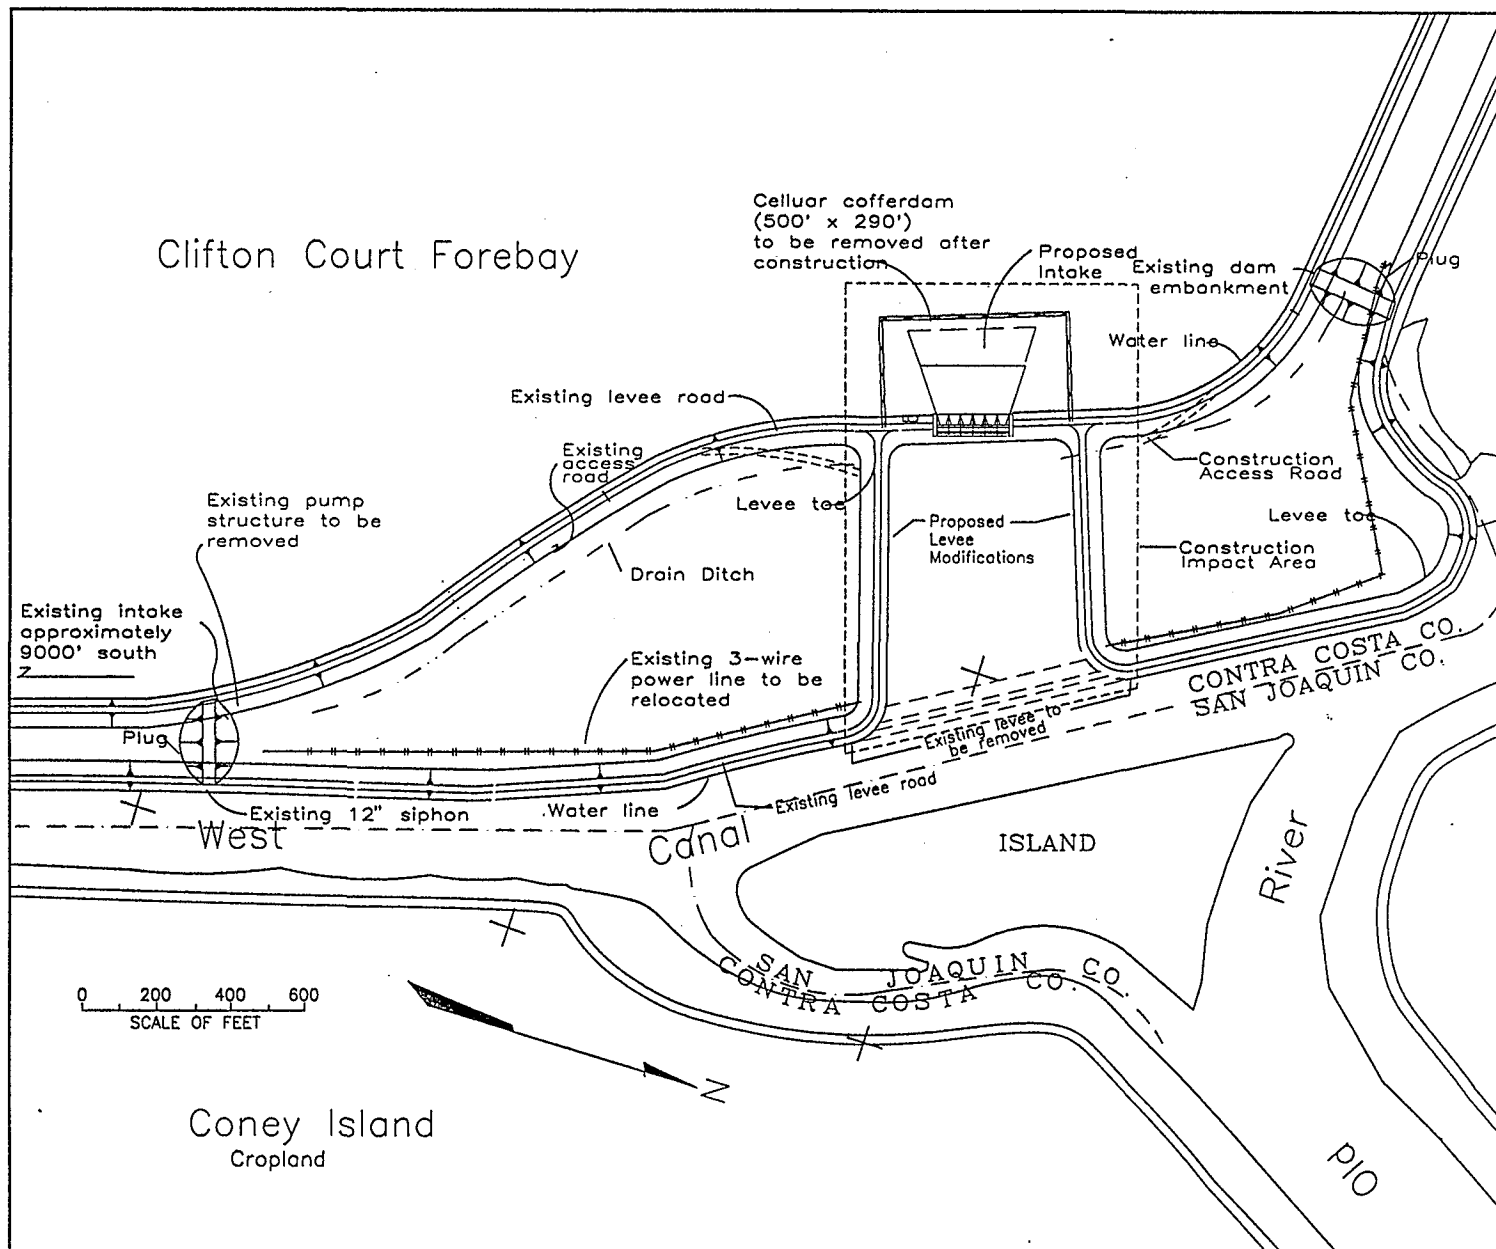 Clifton Court Forebay
Celluar cofferdam
(500' x 290')
to be removed after
construction
Proposed
Intake
Existing dam
embankment
Plug
Water line
Existing levee road
Existing
access
road
Construction
Access Road
Existing pump
structure to be
removed
Levee toe
Proposed
Levee
Modifications
Levee toe
Construction
Impact Area
Drain Ditch
Existing intake
approximately
9000' south
Existing 3-wire
power line to be
relocated
CONTRA COSTA CO.
SAN JOAQUIN CO.
Plug
Existing levee to
be removed
Existing levee road
Existing 12" siphon
Water line
West Canal
ISLAND
River
SAN JOAQUIN CO.
CONTRA COSTA CO.
0 200 400 600
SCALE OF FEET
N
Coney Island
Cropland
Old